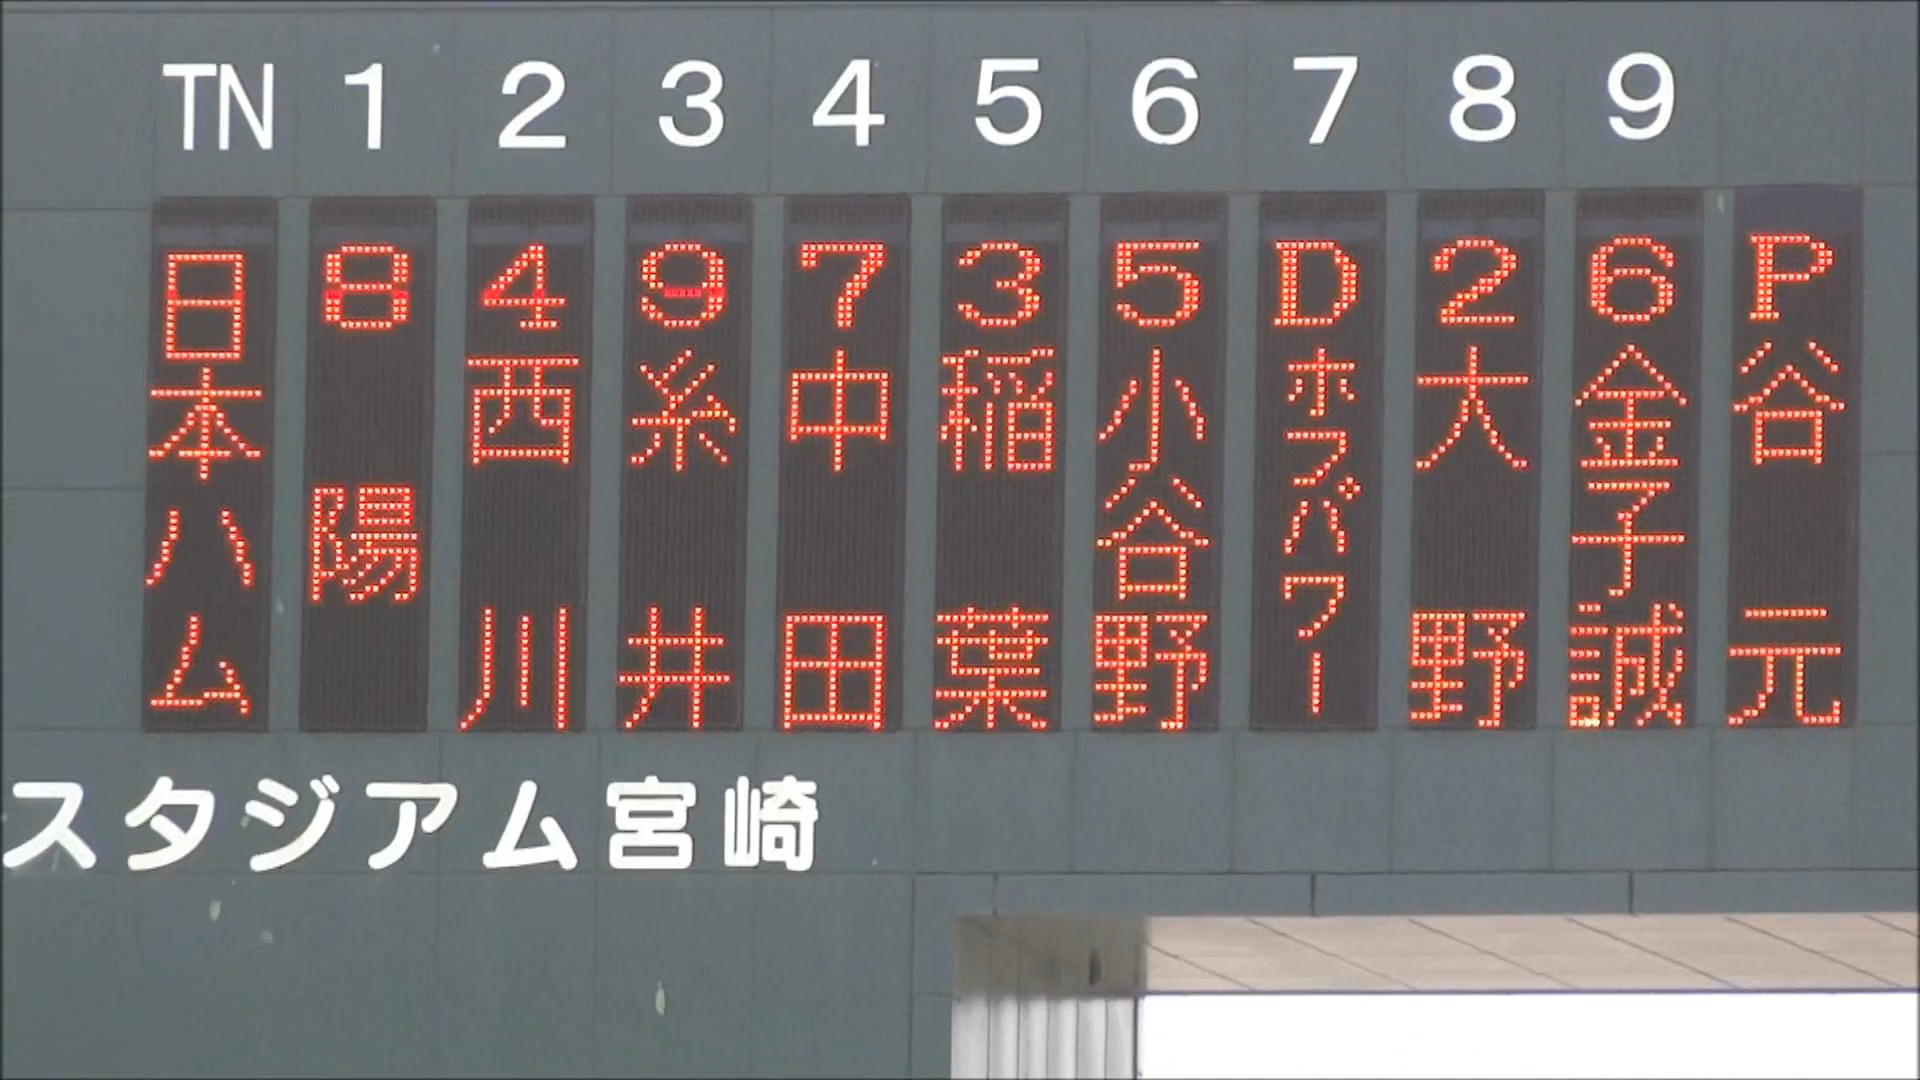 TN 1 2 3 4 5 6 7 8 9
日本ハム
8 陽
4 西川
9 糸井
7 中田
3 稲葉
5 小谷野
D ホフパワー
2 大野
6 金子誠
P 谷元
スタジアム宮崎